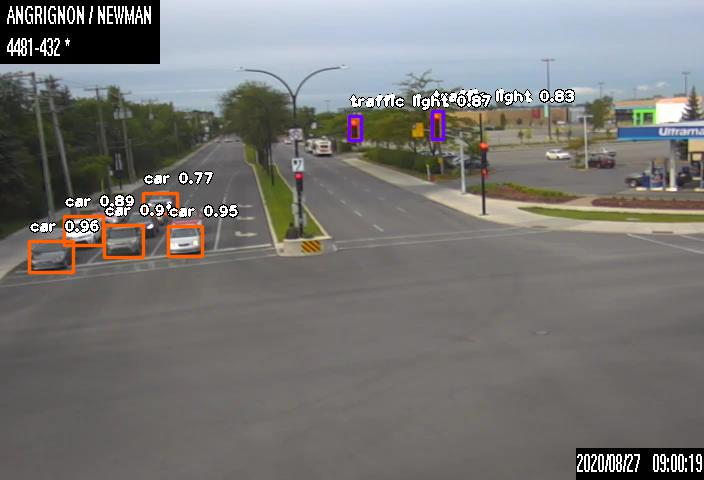 ANGRIGNON / NEWMAN
4481-432 *
traffic light 0.87
traffic light 0.83
car 0.77
car 0.89
car 0.95
car 0.96
Ultrama
2020/08/27 09:00:19